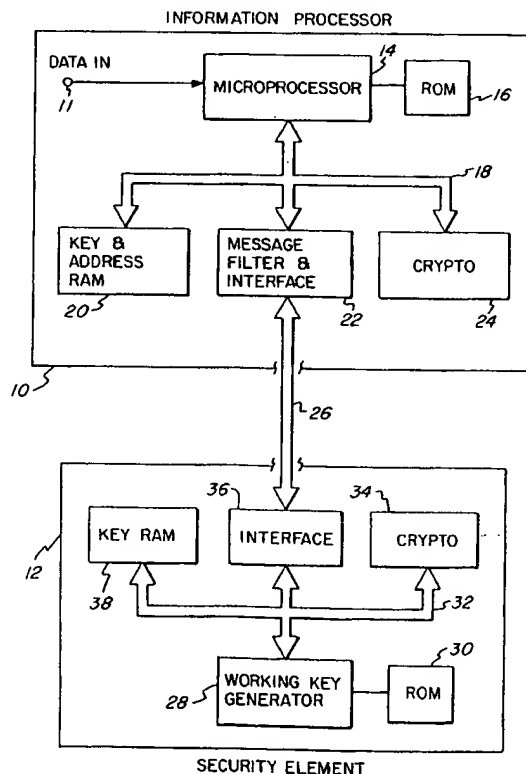 INFORMATION PROCESSOR
DATA IN
11
14
MICROPROCESSOR
ROM
16
18
KEY &
ADDRESS
RAM
20
MESSAGE
FILTER &
INTERFACE
22
CRYPTO
24
10
26
36
34
12
KEY RAM
38
INTERFACE
CRYPTO
32
30
28
WORKING KEY
GENERATOR
ROM
SECURITY ELEMENT